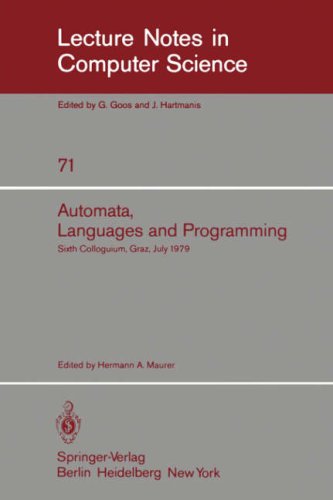 Lecture Notes in
Computer Science
Edited by G. Goos and J. Hartmanis
71
Automata,
Languages and Programming
Sixth Colloquium, Graz, July 1979
Edited by Hermann A. Maurer
Springer-Verlag
Berlin Heidelberg New York